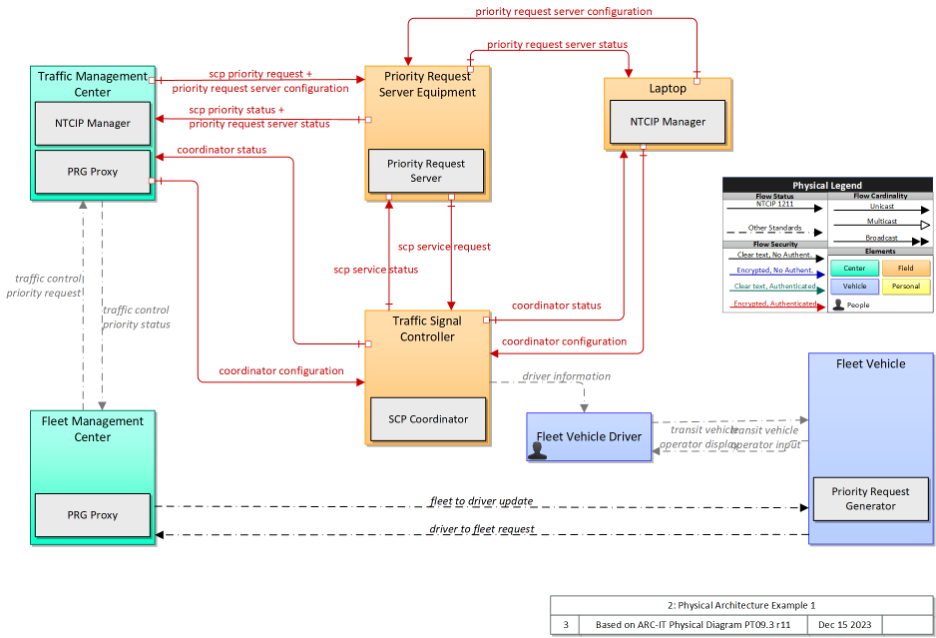 priority request server configuration
priority request server status
Traffic Management
Center
NTCIP Manager
PRG Proxy
scp priority request +
priority request server configuration
scp priority status +
priority request server status
coordinator status
Priority Request
Server Equipment
Priority Request
Server
Laptop
NTCIP Manager
Physical Legend
Flow Status
NTCIP 1211
Other Standards
Flow Security
Clear text, No Authent.
Encrypted, No Authent.
Clear text, Authenticated
Encrypted, Authenticated
Flow Cardinality
Unicast
Multicast
Broadcast
Elements
Center
Field
Vehicle
Personal
People
scp service request
scp service status
traffic control
priority request
traffic control
priority status
Traffic Signal
Controller
SCP Coordinator
coordinator status
coordinator configuration
coordinator configuration
driver information
Fleet Vehicle Driver
transit vehicle
operator display
transit vehicle
operator input
Fleet Vehicle
Priority Request
Generator
Fleet Management
Center
PRG Proxy
fleet to driver update
driver to fleet request
2: Physical Architecture Example 1
3 Based on ARC-IT Physical Diagram PT09.3 r11 Dec 15 2023